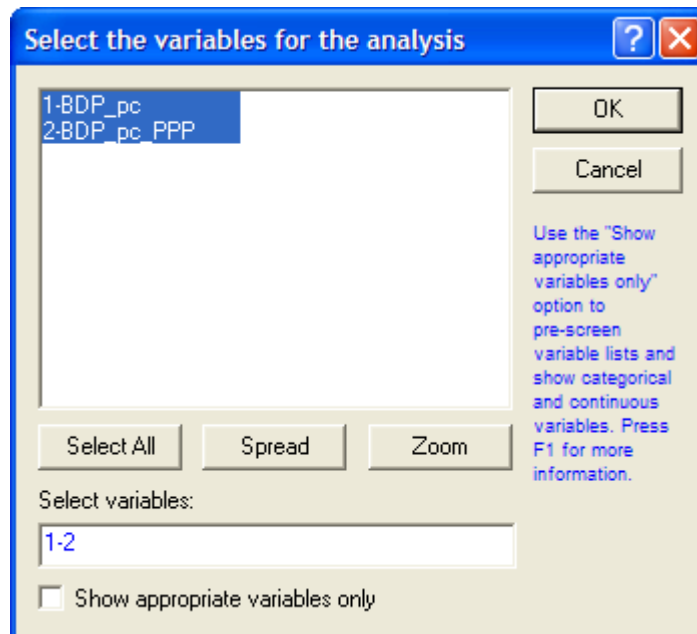 Select the variables for the analysis
1-BDP_pc
2-BDP_pc_PPP
OK
Cancel
Use the "Show
appropriate
variables only"
option to
pre-screen
variable lists and
show categorical
and continuous
variables. Press
F1 for more
information.
Select All
Spread
Zoom
Select variables:
1-2
Show appropriate variables only